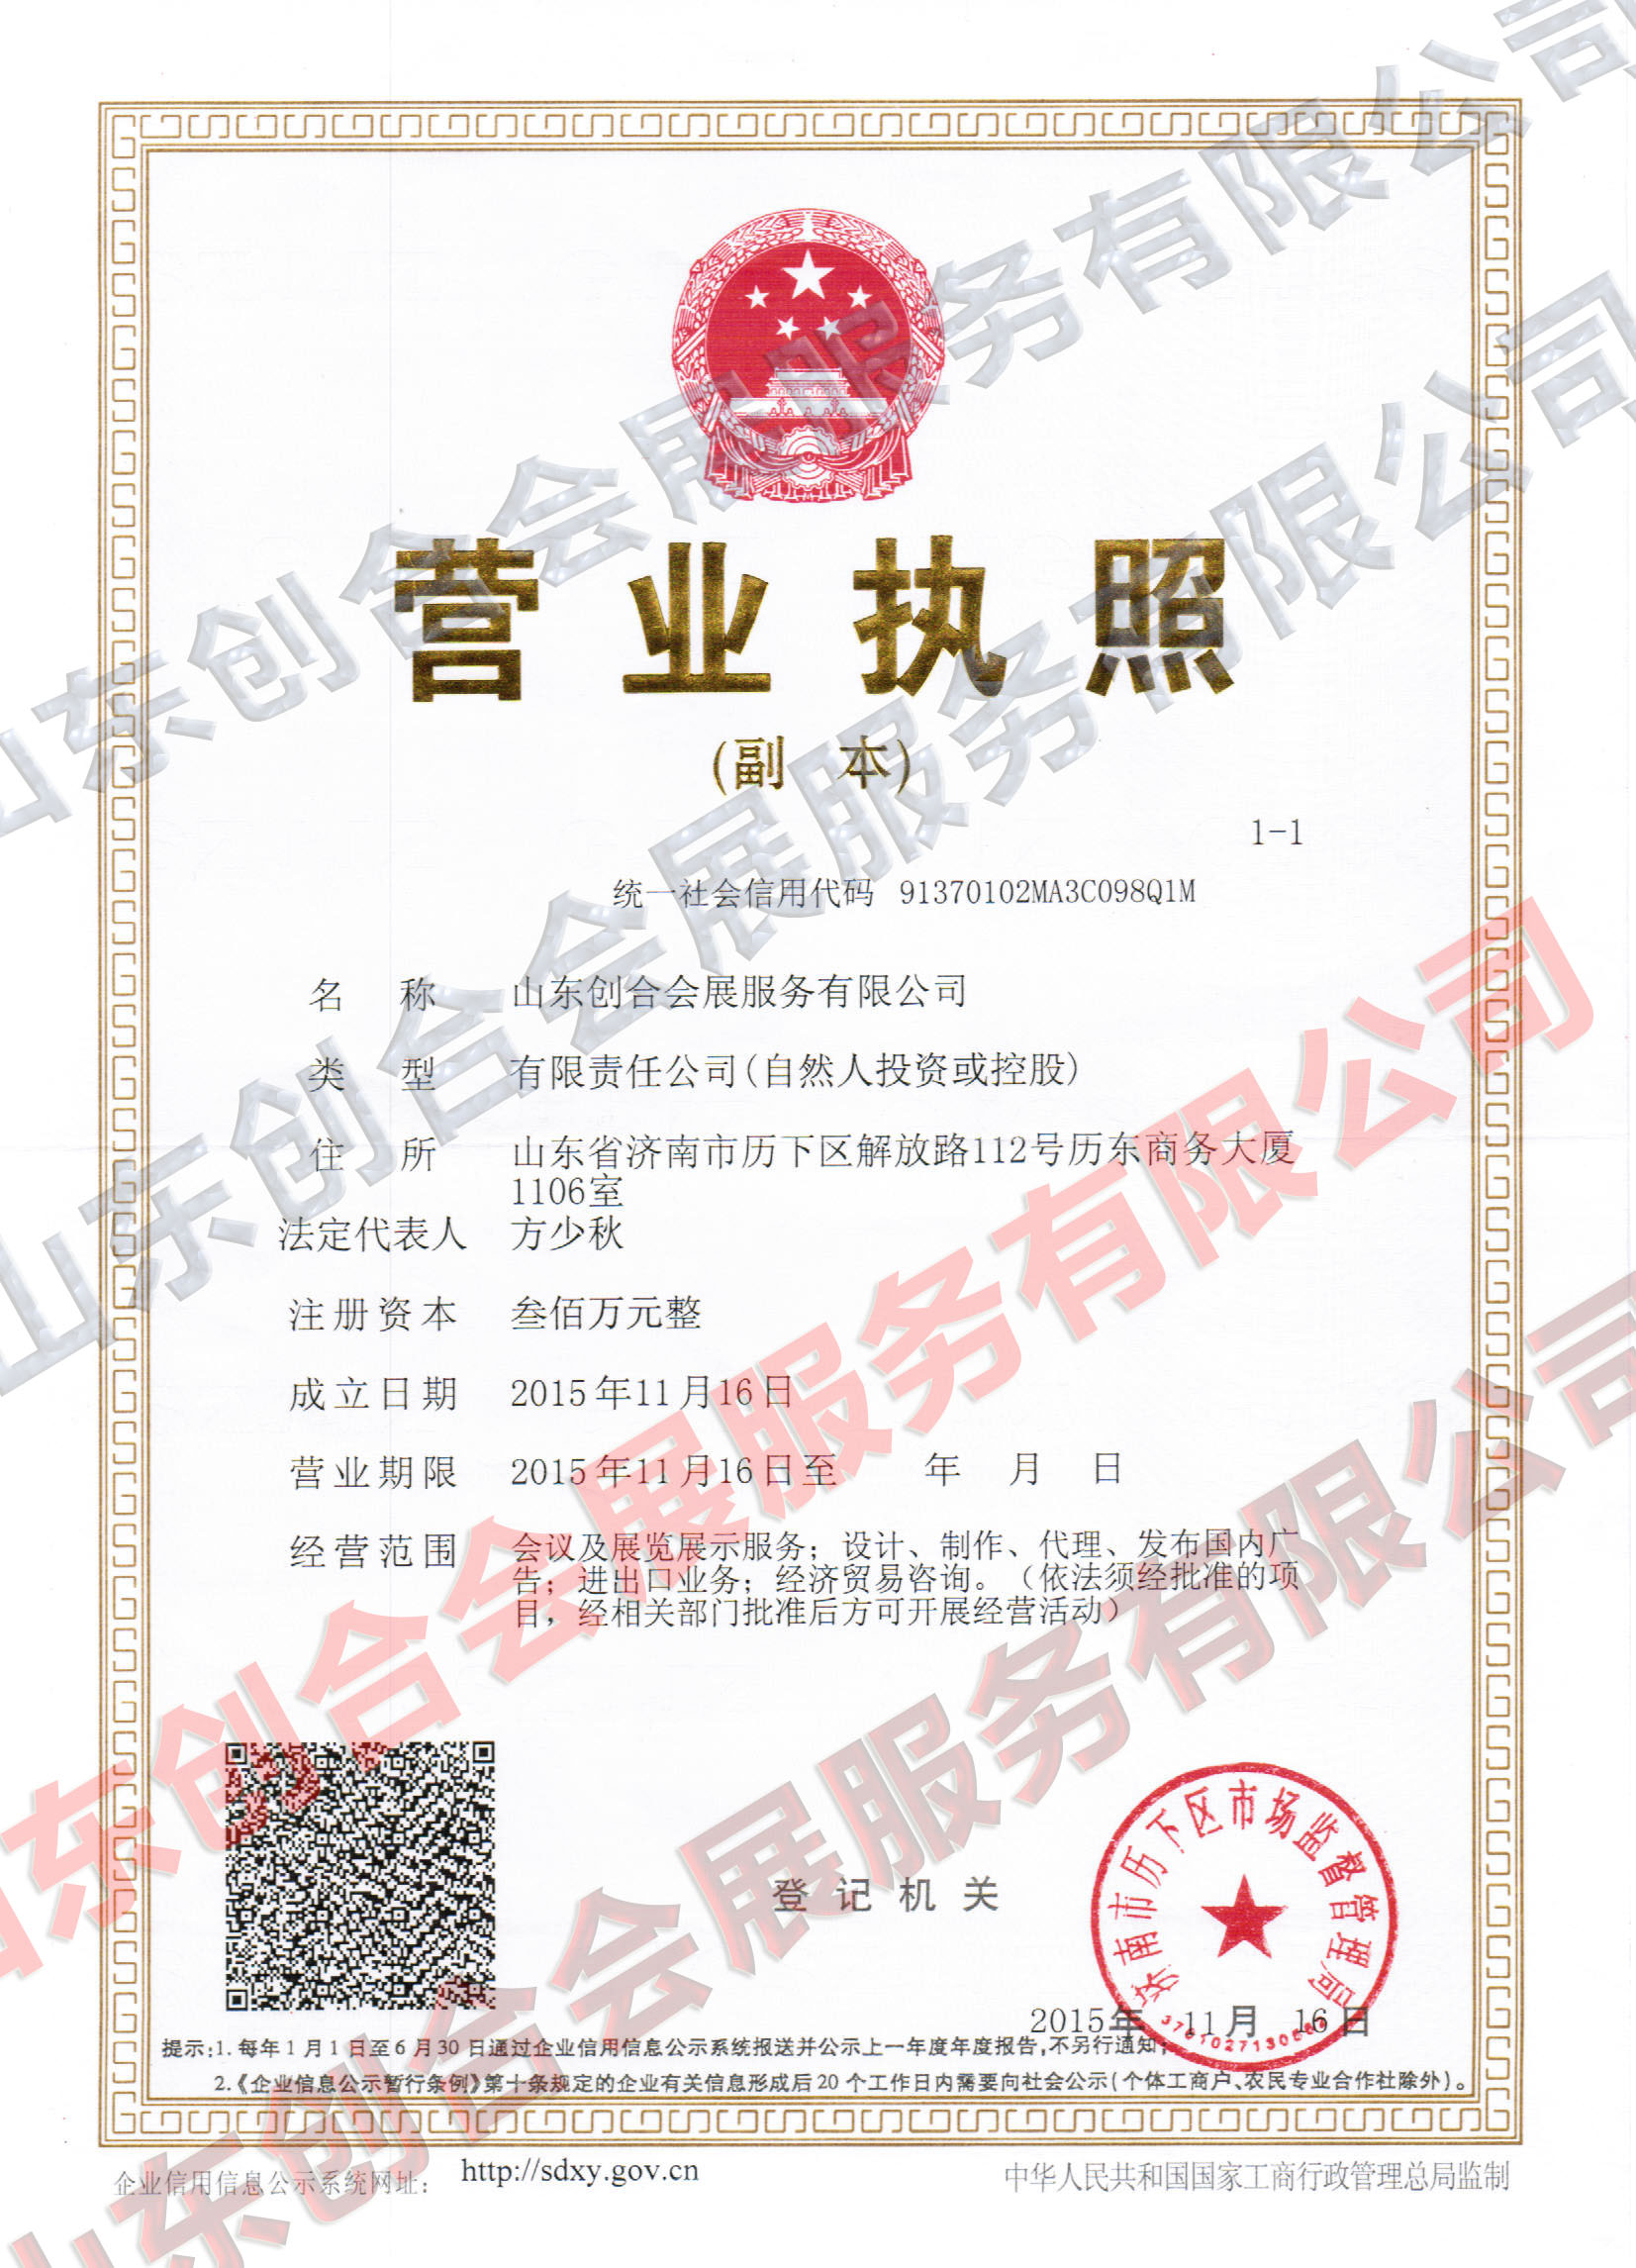 营业执照
(副 本)
1-1
统一社会信用代码 91370102MA3C098Q1M
名 称 山东创合会展服务有限公司
类 型 有限责任公司(自然人投资或控股)
住 所 山东省济南市历下区解放路112号历东商务大厦
1106室
法定代表人 方少秋
注册资本 叁佰万元整
成立日期 2015年11月16日
营业期限 2015年11月16日至 年 月 日
经营范围 会议及展览展示服务；设计、制作、代理、发布国内广
告；进出口业务；经济贸易咨询。（依法须经批准的项
目，经相关部门批准后方可开展经营活动）
济南市历下区市场监督管理局
登记机关
2015年 11月 16日
提示:1. 每年1月1日至6月30日通过企业信用信息公示系统报送并公示上一年度年度报告,不另行通知;
2.《企业信息公示暂行条例》第十条规定的企业有关信息形成后20个工作日内需要向社会公示(个体工商户、农民专业合作社除外)。
企业信用信息公示系统网址: http://sdxy.gov.cn
中华人民共和国国家工商行政管理总局监制
山东创合会展服务有限公司
山东创合会展服务有限公司
山东创合会展服务有限公司
山东创合会展服务有限公司